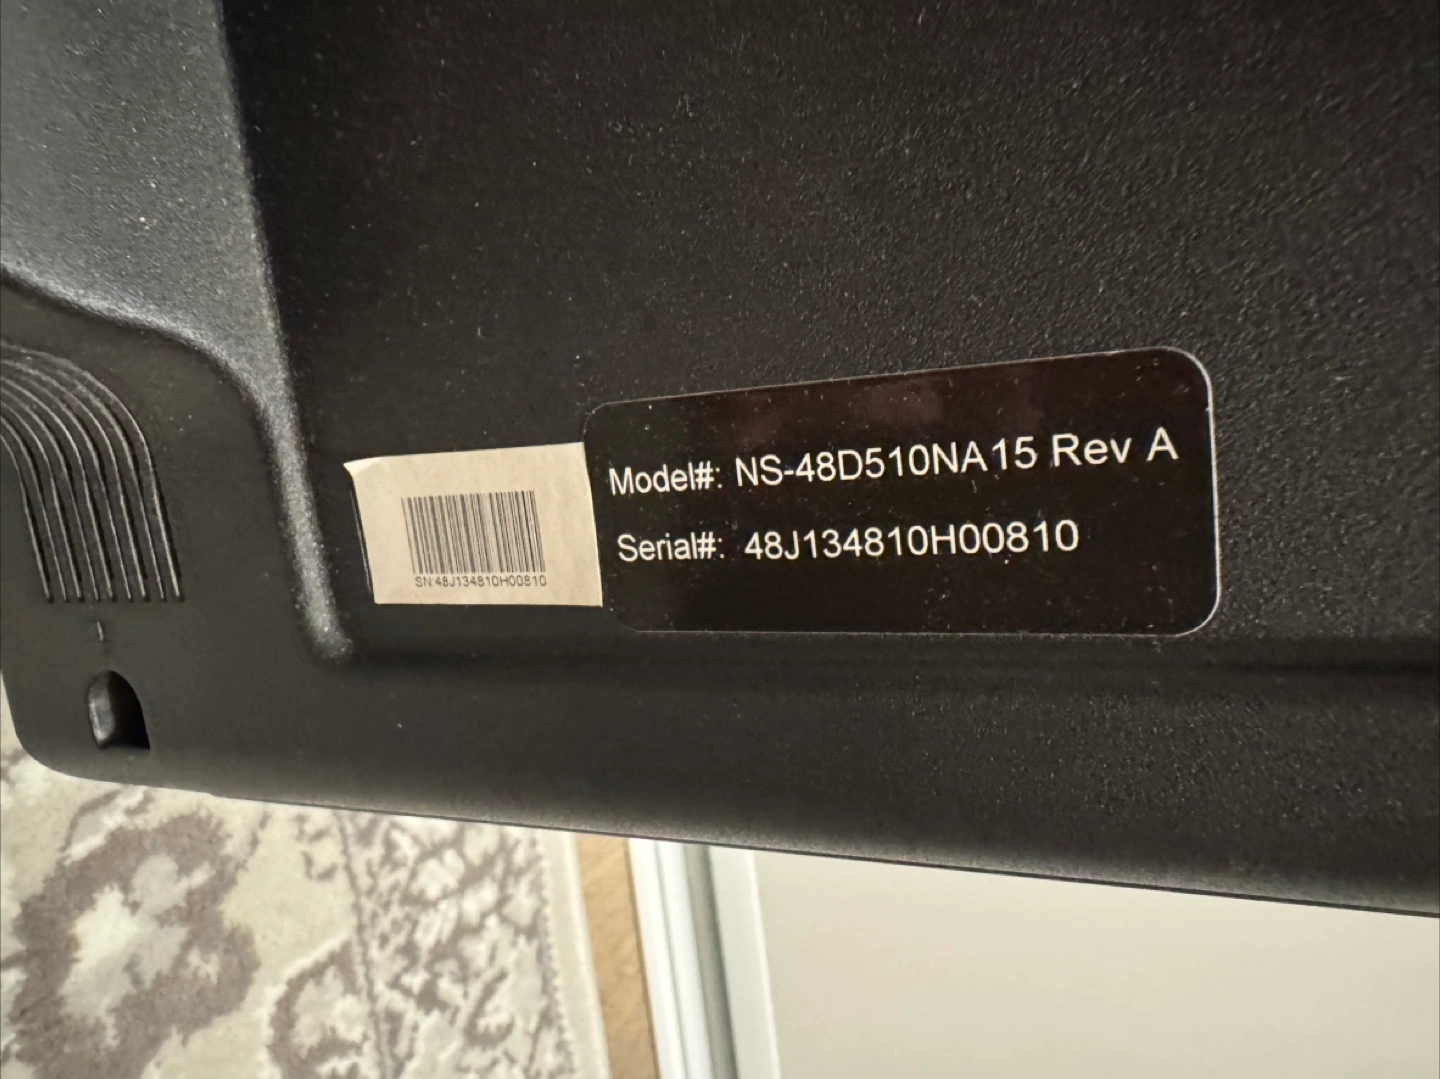 Model#: NS-48D510NA15 Rev A
Serial#: 48J134810H00810
SN:48J134810H00810